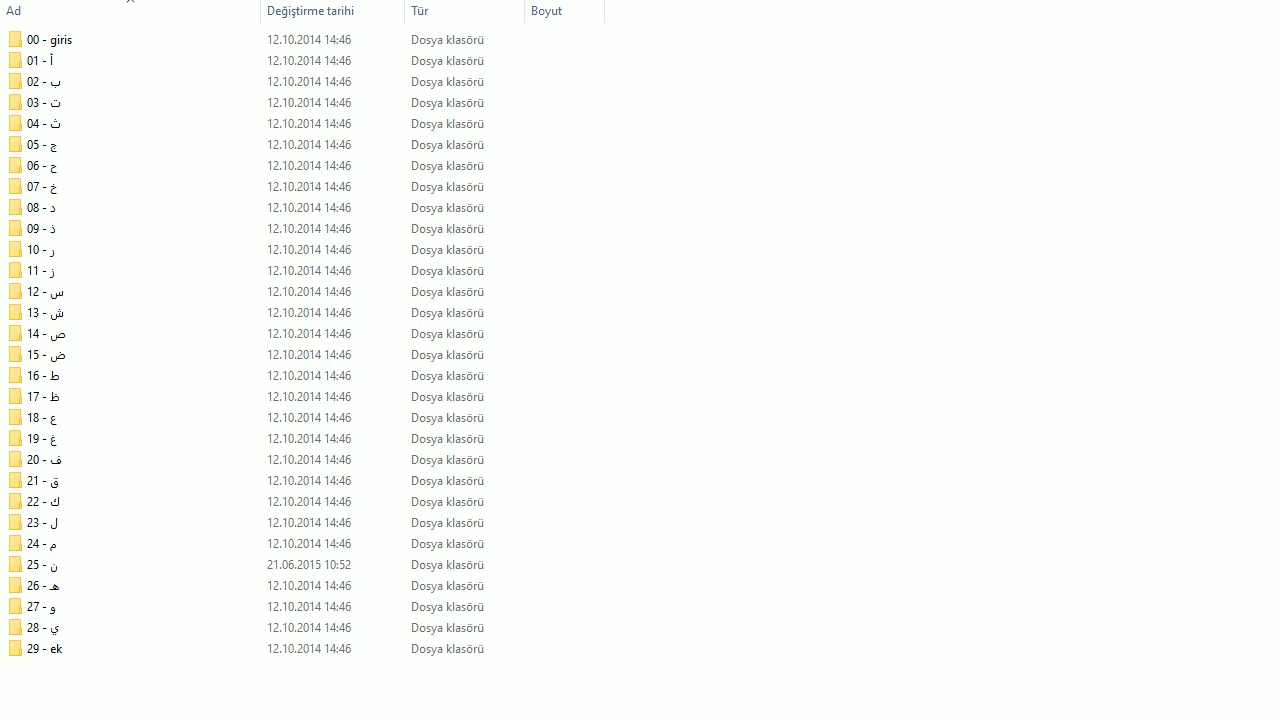 Ad Değiştirme tarihi Tür Boyut
00 - giris 12.10.2014 14:46 Dosya klasörü
01 - أ 12.10.2014 14:46 Dosya klasörü
02 - ب 12.10.2014 14:46 Dosya klasörü
03 - ت 12.10.2014 14:46 Dosya klasörü
04 - ث 12.10.2014 14:46 Dosya klasörü
05 - ج 12.10.2014 14:46 Dosya klasörü
06 - ح 12.10.2014 14:46 Dosya klasörü
07 - خ 12.10.2014 14:46 Dosya klasörü
08 - د 12.10.2014 14:46 Dosya klasörü
09 - ذ 12.10.2014 14:46 Dosya klasörü
10 - ر 12.10.2014 14:46 Dosya klasörü
11 - ز 12.10.2014 14:46 Dosya klasörü
12 - س 12.10.2014 14:46 Dosya klasörü
13 - ش 12.10.2014 14:46 Dosya klasörü
14 - ص 12.10.2014 14:46 Dosya klasörü
15 - ض 12.10.2014 14:46 Dosya klasörü
16 - ط 12.10.2014 14:46 Dosya klasörü
17 - ظ 12.10.2014 14:46 Dosya klasörü
18 - ع 12.10.2014 14:46 Dosya klasörü
19 - غ 12.10.2014 14:46 Dosya klasörü
20 - ف 12.10.2014 14:46 Dosya klasörü
21 - ق 12.10.2014 14:46 Dosya klasörü
22 - ك 12.10.2014 14:46 Dosya klasörü
23 - ل 12.10.2014 14:46 Dosya klasörü
24 - م 12.10.2014 14:46 Dosya klasörü
25 - ن 21.06.2015 10:52 Dosya klasörü
26 - هـ 12.10.2014 14:46 Dosya klasörü
27 - و 12.10.2014 14:46 Dosya klasörü
28 - ي 12.10.2014 14:46 Dosya klasörü
29 - ek 12.10.2014 14:46 Dosya klasörü